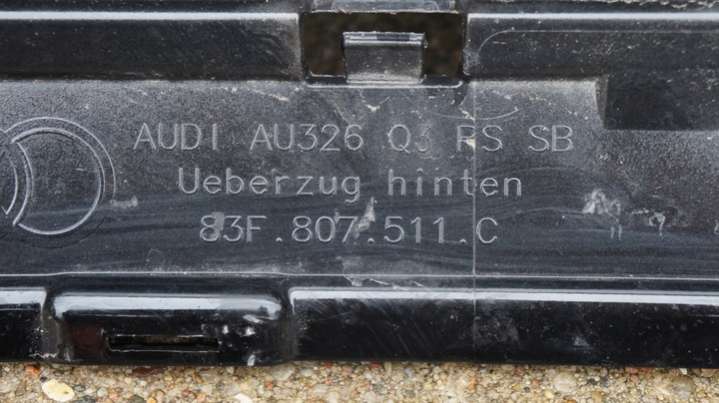 AUDI AU326 Q3 RS SB
Ueberzug hinten
83F.807.511.C